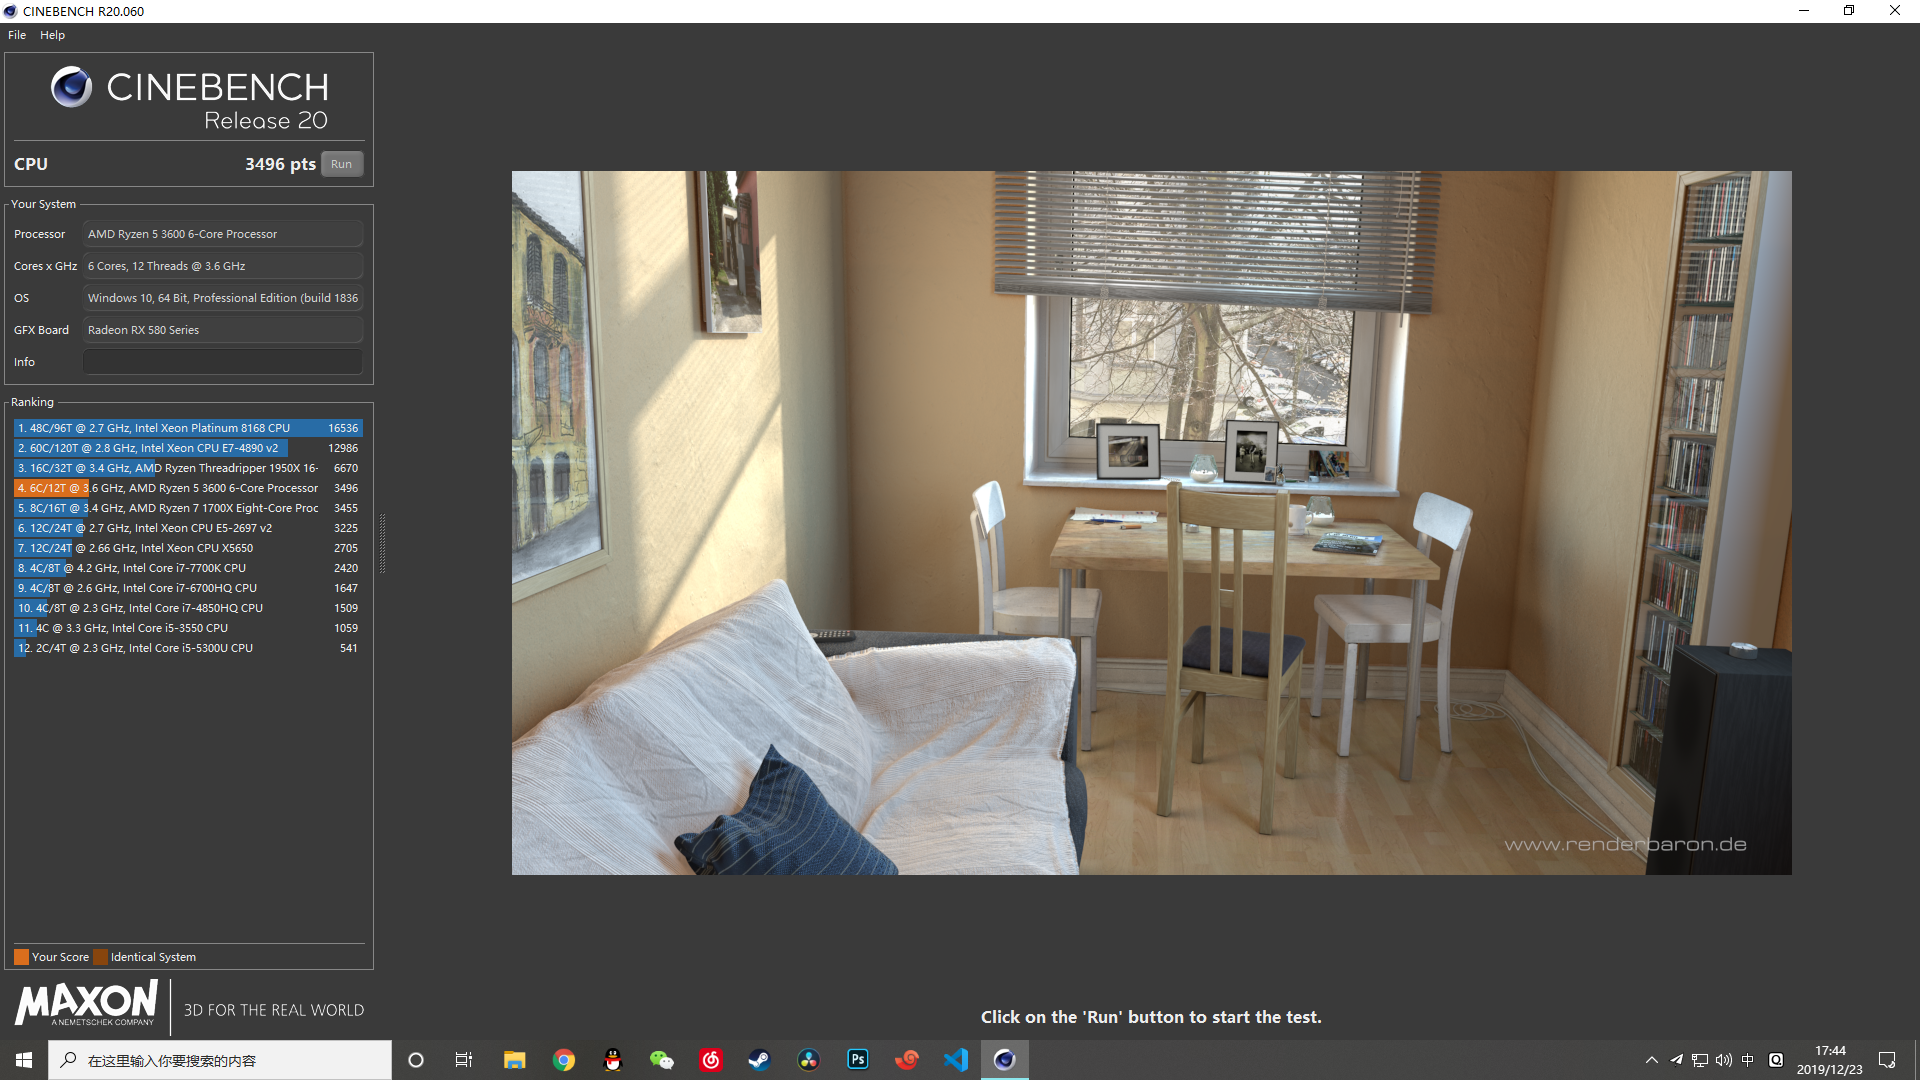 CINEBENCH R20.060
File Help
CINEBENCH
Release 20
CPU 3496 pts Run
Your System
Processor AMD Ryzen 5 3600 6-Core Processor
Cores x GHz 6 Cores, 12 Threads @ 3.6 GHz
OS Windows 10, 64 Bit, Professional Edition (build 1836
GFX Board Radeon RX 580 Series
Info
Ranking
1. 48C/96T @ 2.7 GHz, Intel Xeon Platinum 8168 CPU 16536
2. 60C/120T @ 2.8 GHz, Intel Xeon CPU E7-4890 v2 12986
3. 16C/32T @ 3.4 GHz, AMD Ryzen Threadripper 1950X 16- 6670
4. 6C/12T @ 3.6 GHz, AMD Ryzen 5 3600 6-Core Processor 3496
5. 8C/16T @ 3.4 GHz, AMD Ryzen 7 1700X Eight-Core Proc 3455
6. 12C/24T @ 2.7 GHz, Intel Xeon CPU E5-2697 v2 3225
7. 12C/24T @ 2.66 GHz, Intel Xeon CPU X5650 2705
8. 4C/8T @ 4.2 GHz, Intel Core i7-7700K CPU 2420
9. 4C/8T @ 2.6 GHz, Intel Core i7-6700HQ CPU 1647
10. 4C/8T @ 2.3 GHz, Intel Core i7-4850HQ CPU 1509
11. 4C @ 3.3 GHz, Intel Core i5-3550 CPU 1059
12. 2C/4T @ 2.3 GHz, Intel Core i5-5300U CPU 541
Your Score Identical System
MAXON
A NEMETSCHEK COMPANY
3D FOR THE REAL WORLD
www.renderbaron.de
Click on the 'Run' button to start the test.
在这里输入你要搜索的内容
Ps
中
17:44
2019/12/23